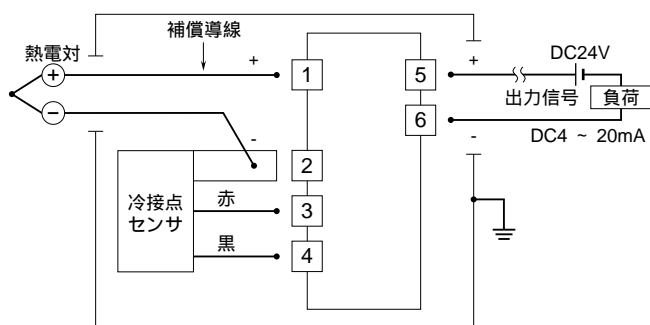 補償導線
熱電対
+
+
1
-
2
冷接点
センサ
赤
3
黒
4
5
+
6
-
DC24V
出力信号
負荷
DC4 ~ 20mA